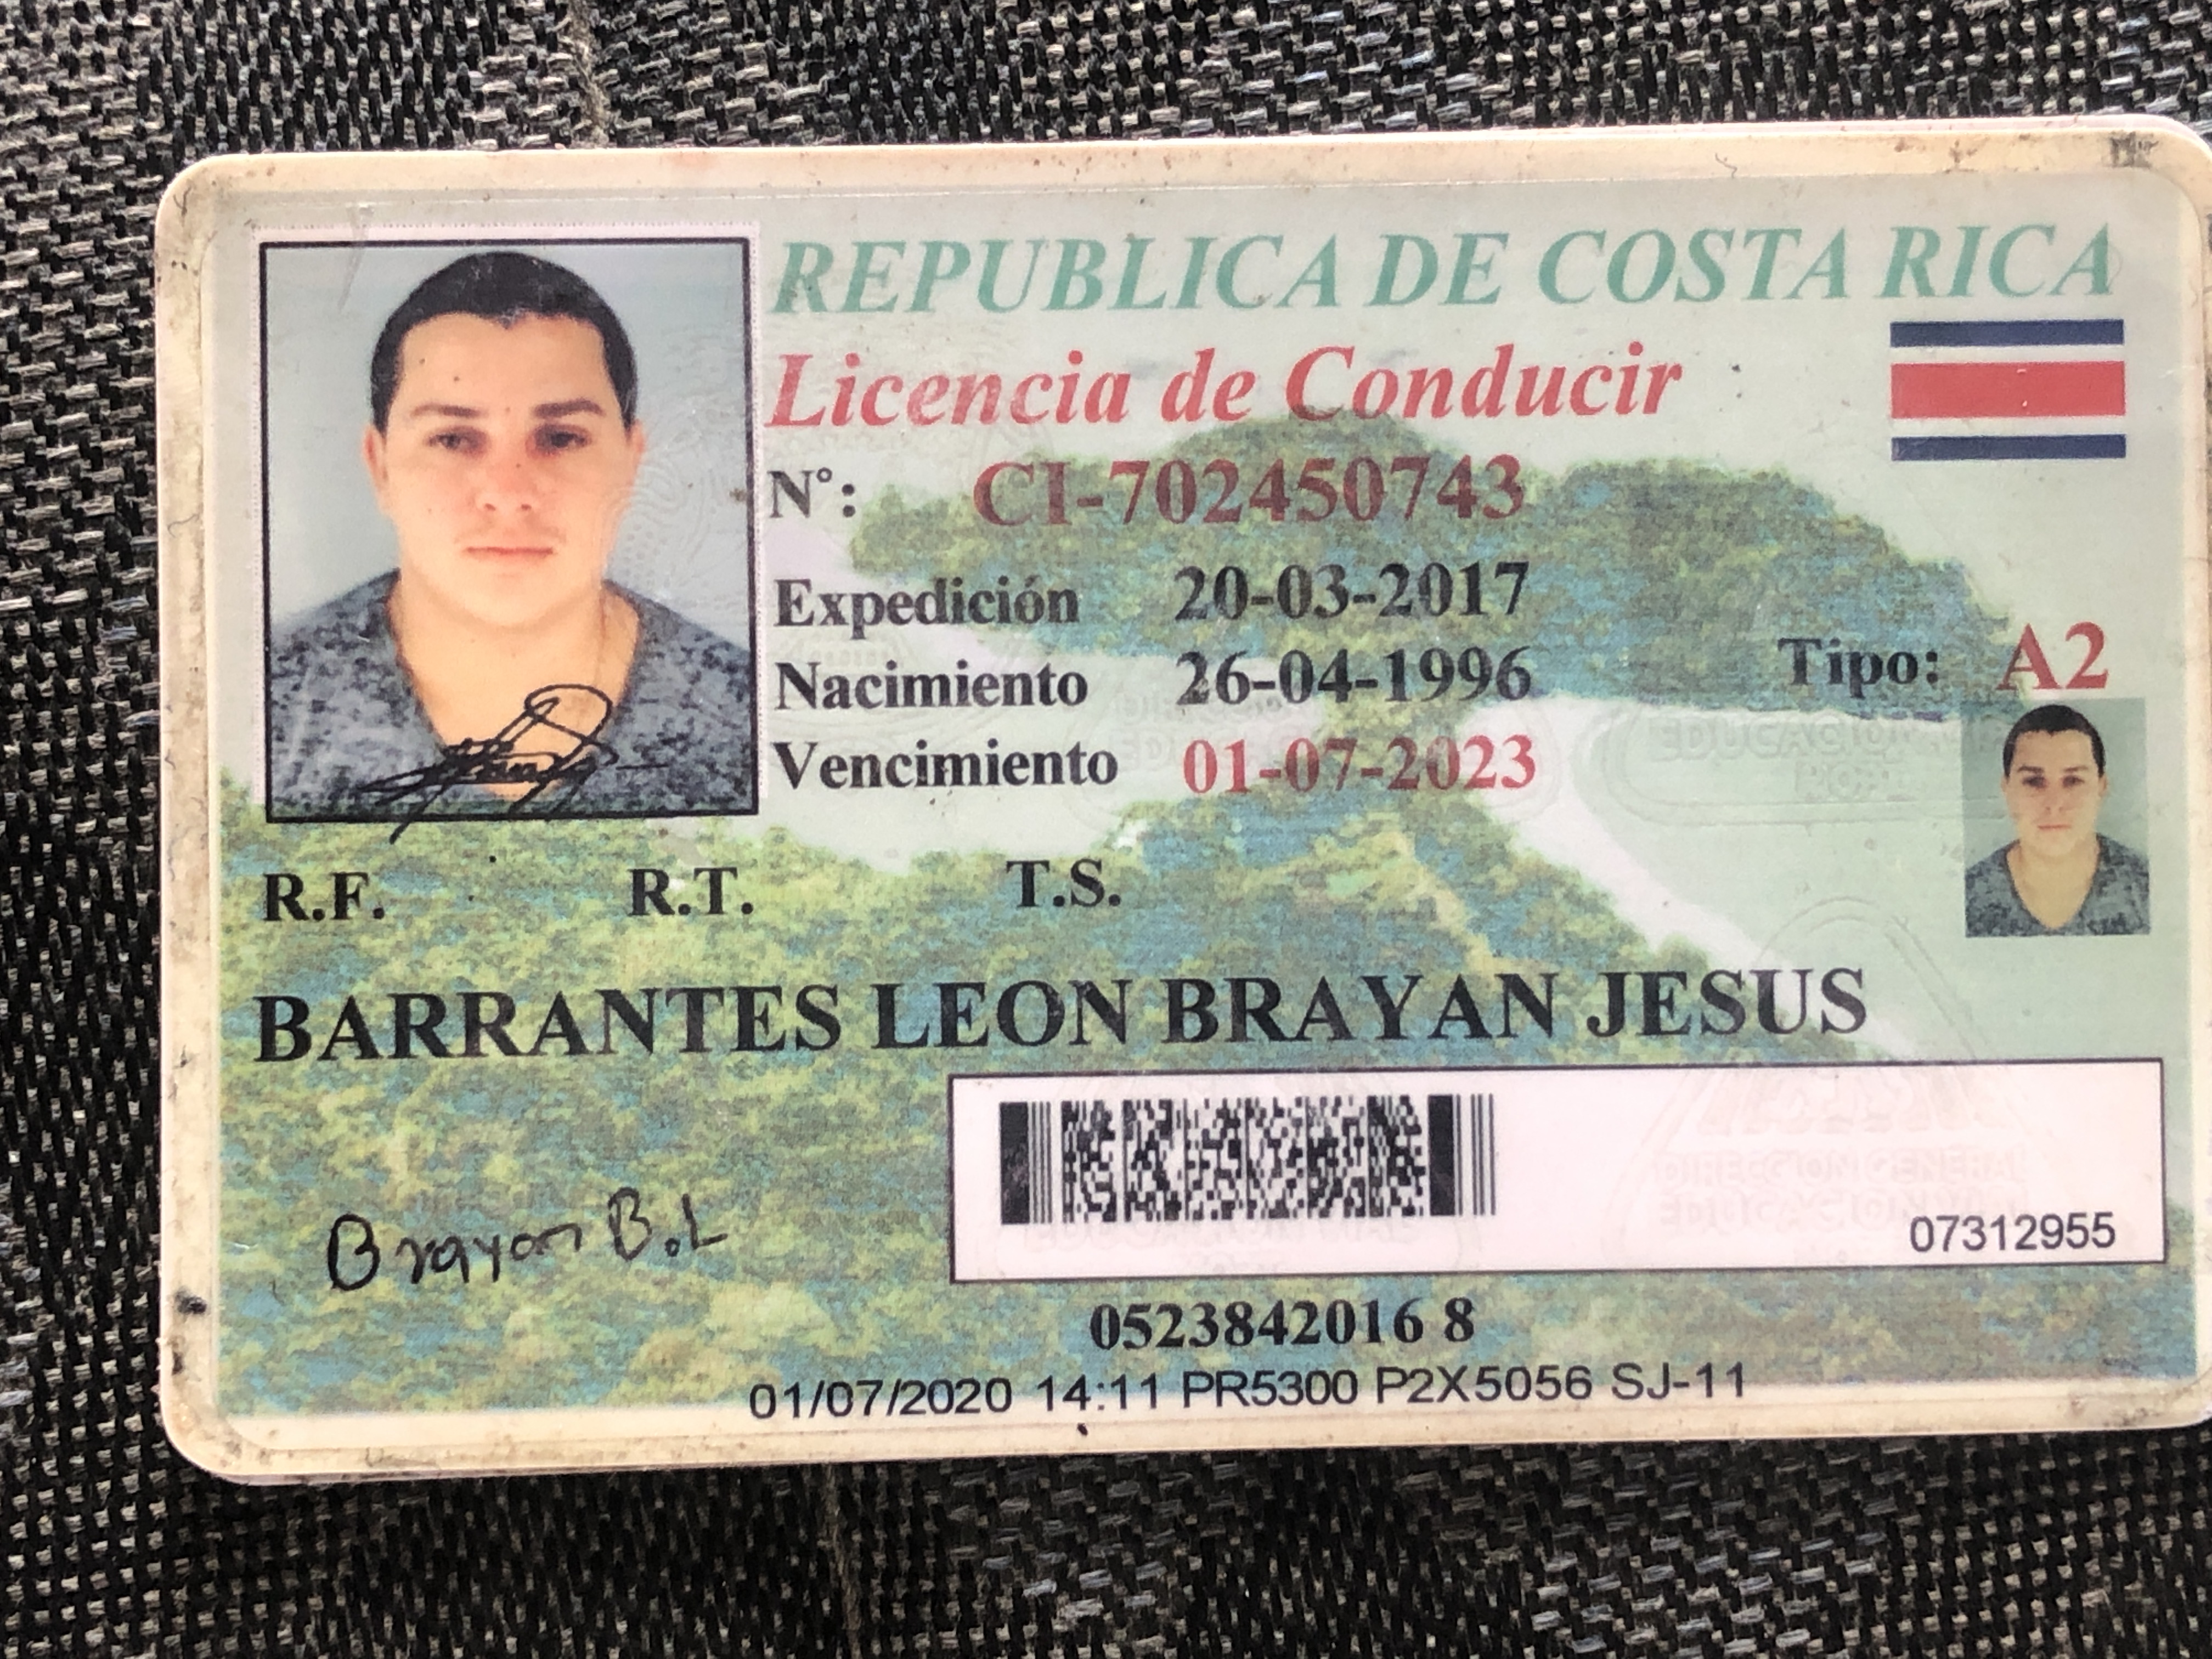 REPUBLICA DE COSTA RICA
Licencia de Conducir
N°: CI-702450743
Expedición 20-03-2017
Nacimiento 26-04-1996
Tipo: A2
Vencimiento 01-07-2023
R.F. R.T. T.S.
BARRANTES LEON BRAYAN JESUS
Brayan B.L
07312955
0523842016 8
01/07/2020 14:11 PR5300 P2X5056 SJ-11